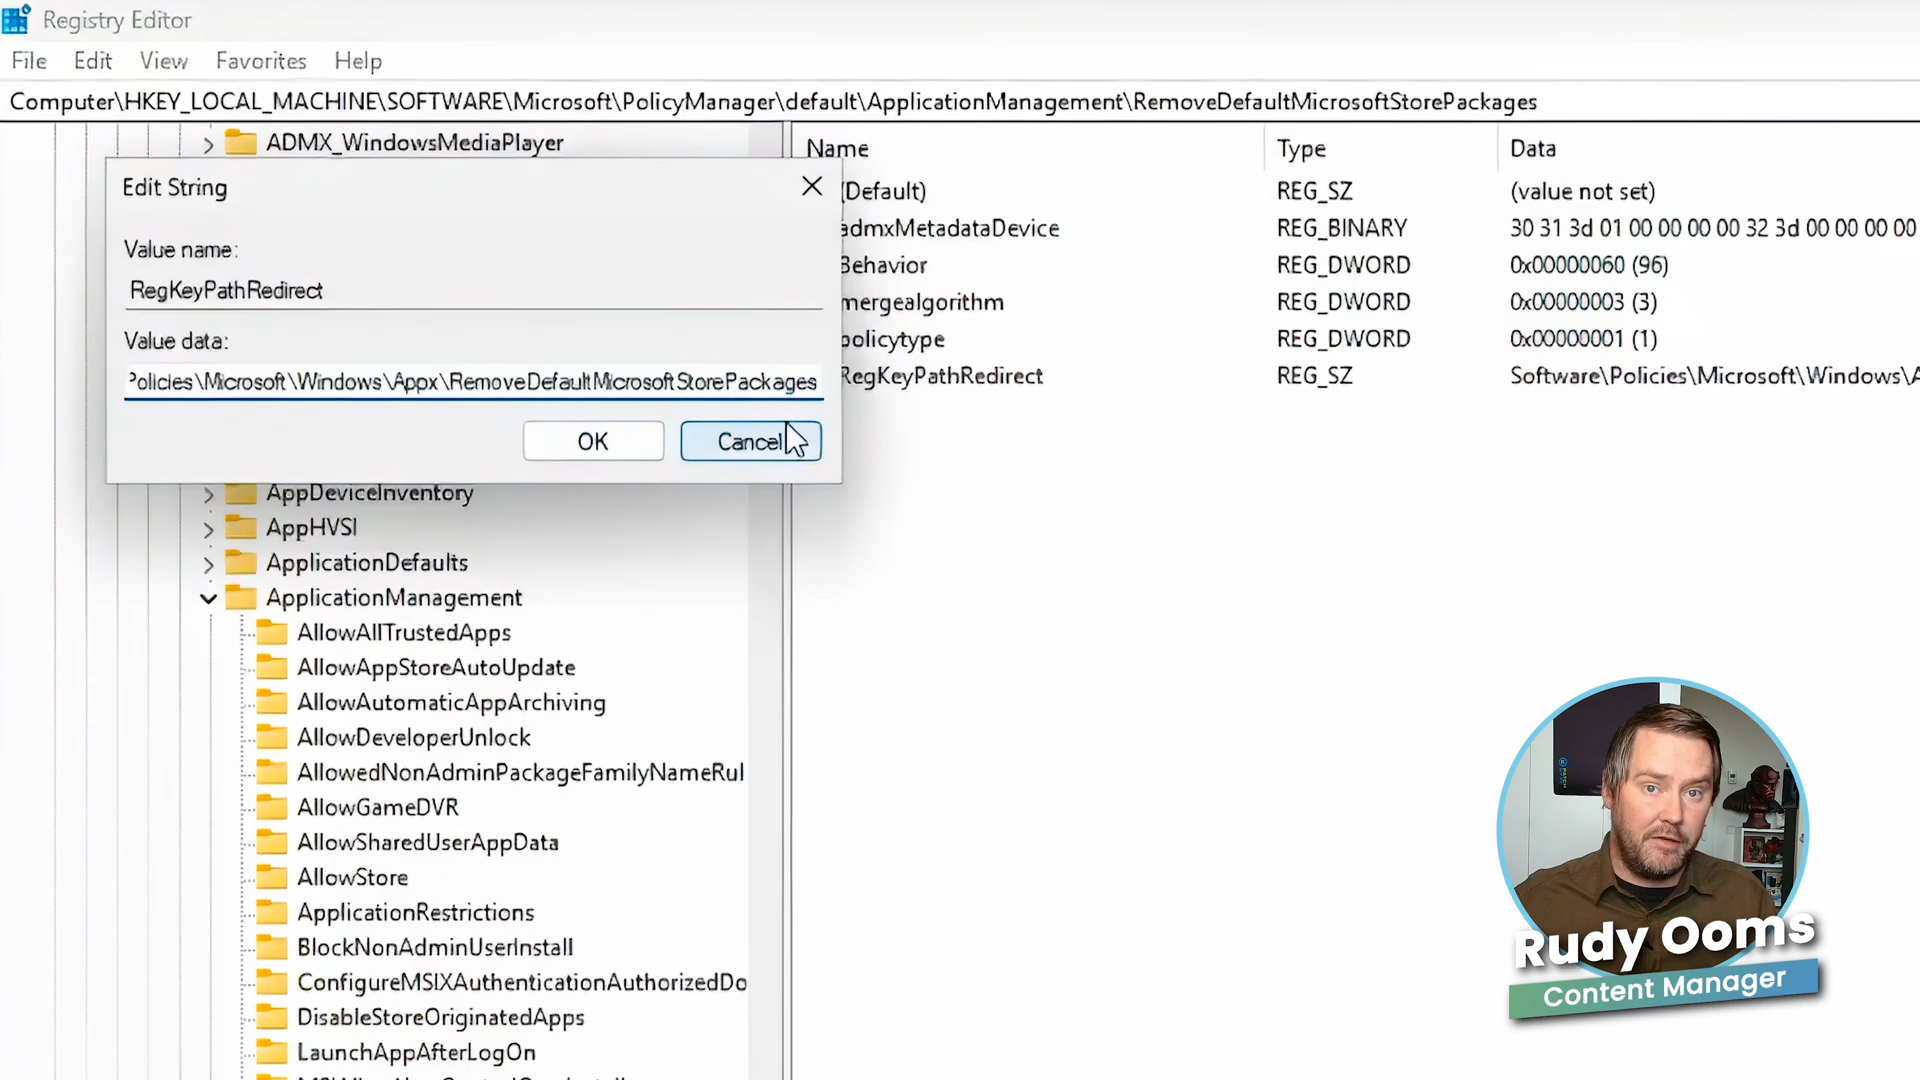 Registry Editor
File Edit View Favorites Help
Computer\HKEY_LOCAL_MACHINE\SOFTWARE\Microsoft\PolicyManager\default\ApplicationManagement\RemoveDefaultMicrosoftStorePackages
ADMX_WindowsMediaPlayer
Edit String
Value name:
RegKeyPathRedirect
Value data:
Policies\Microsoft\Windows\Appx\RemoveDefaultMicrosoftStorePackages
OK Cancel
AppDeviceInventory
AppHVSI
ApplicationDefaults
ApplicationManagement
AllowAllTrustedApps
AllowAppStoreAutoUpdate
AllowAutomaticAppArchiving
AllowDeveloperUnlock
AllowedNonAdminPackageFamilyNameRul
AllowGameDVR
AllowSharedUserAppData
AllowStore
ApplicationRestrictions
BlockNonAdminUserInstall
ConfigureMSIXAuthenticationAuthorizedDo
DisableStoreOriginatedApps
LaunchAppAfterLogOn
Name Type Data
(Default) REG_SZ (value not set)
admxMetadataDevice REG_BINARY 30 31 3d 01 00 00 00 00 32 3d 00 00 00 00
Behavior REG_DWORD 0x00000060 (96)
mergealgorithm REG_DWORD 0x00000003 (3)
policytype REG_DWORD 0x00000001 (1)
RegKeyPathRedirect REG_SZ Software\Policies\Microsoft\Windows\A
Rudy Ooms
Content Manager